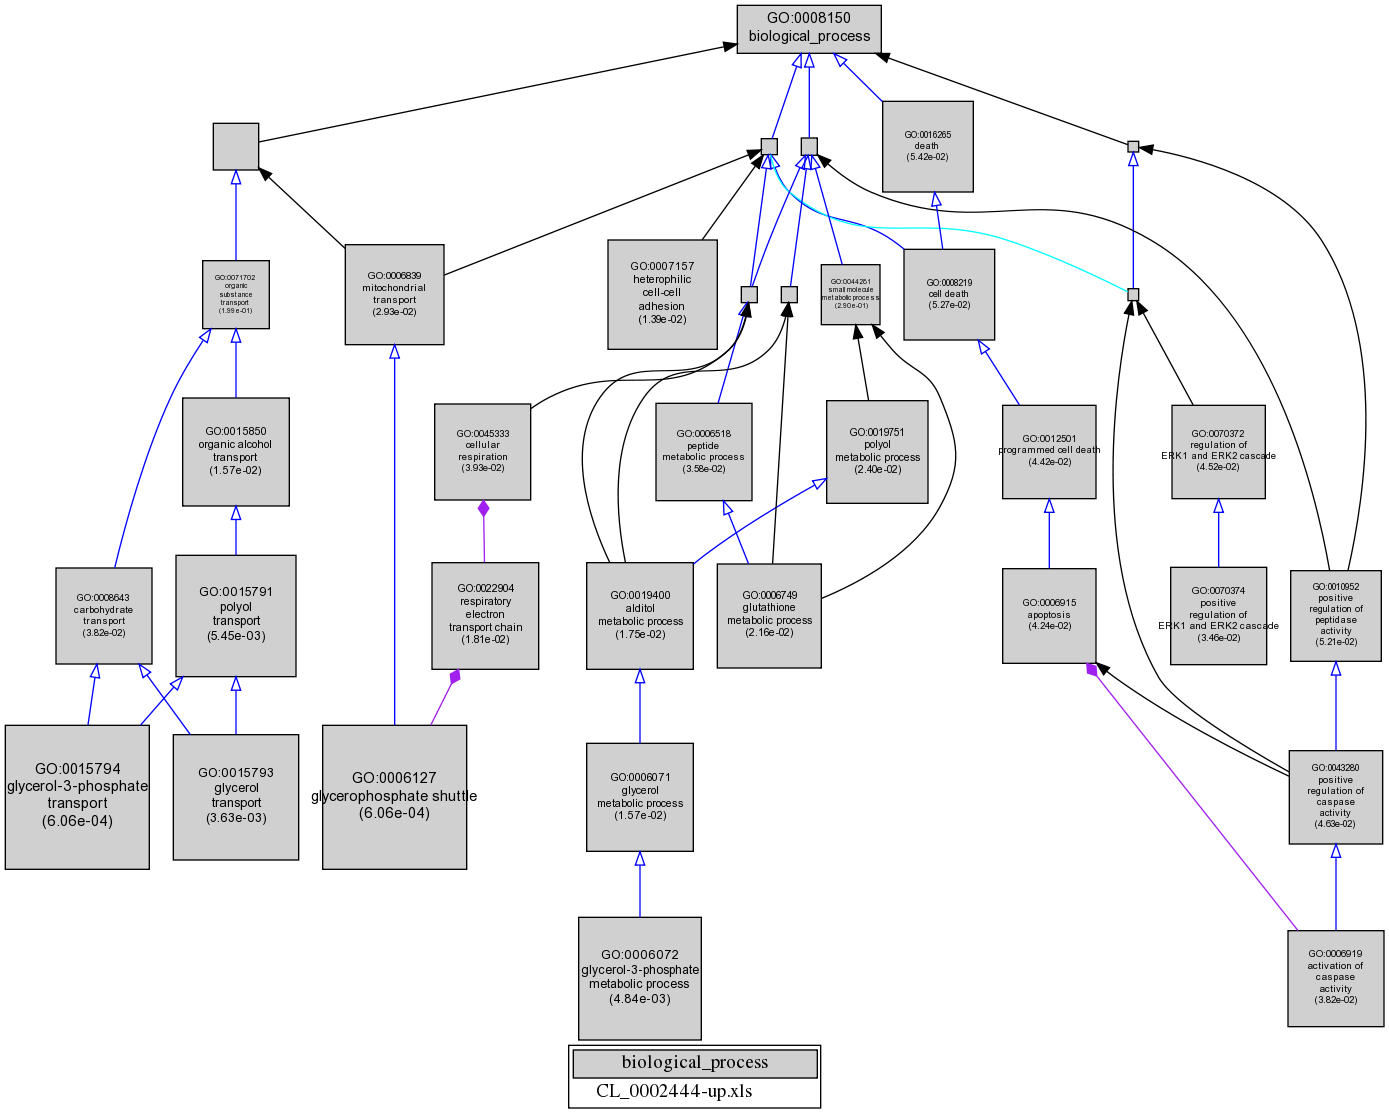 GO:0008150
biological_process
GO:0016265
death
(5.42e-02)
GO:0071702
organic
substance
transport
(1.99e-01)
GO:0006839
mitochondrial
transport
(2.93e-02)
GO:0007157
heterophilic
cell-cell
adhesion
(1.39e-02)
GO:0044281
small molecule
metabolic process
(2.90e-01)
GO:0008219
cell death
(5.27e-02)
GO:0015850
organic alcohol
transport
(1.57e-02)
GO:0045333
cellular
respiration
(3.93e-02)
GO:0006518
peptide
metabolic process
(3.58e-02)
GO:0019751
polyol
metabolic process
(2.40e-02)
GO:0012501
programmed cell death
(4.42e-02)
GO:0070372
regulation of
ERK1 and ERK2 cascade
(4.52e-02)
GO:0008643
carbohydrate
transport
(3.82e-02)
GO:0015791
polyol
transport
(5.45e-03)
GO:0022904
respiratory
electron
transport chain
(1.81e-02)
GO:0019400
alditol
metabolic process
(1.75e-02)
GO:0006749
glutathione
metabolic process
(2.16e-02)
GO:0006915
apoptosis
(4.24e-02)
GO:0070374
positive
regulation of
ERK1 and ERK2 cascade
(3.46e-02)
GO:0010952
positive
regulation of
peptidase
activity
(5.21e-02)
GO:0015794
glycerol-3-phosphate
transport
(6.06e-04)
GO:0015793
glycerol
transport
(3.63e-03)
GO:0006127
glycerophosphate shuttle
(6.06e-04)
GO:0006071
glycerol
metabolic process
(1.57e-02)
GO:0043280
positive
regulation of
caspase
activity
(4.63e-02)
GO:0006072
glycerol-3-phosphate
metabolic process
(4.84e-03)
GO:0006919
activation of
caspase
activity
(3.82e-02)
biological_process
CL_0002444-up.xls